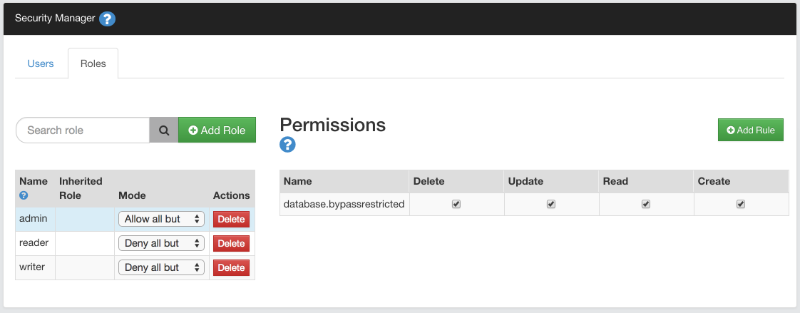 Security Manager ?
Users Roles
Search role
Add Role
Permissions
?
Add Rule
Name Inherited Role Mode Actions
?
admin Allow all but Delete
reader Deny all but Delete
writer Deny all but Delete
Name Delete Update Read Create
database.bypassrestricted